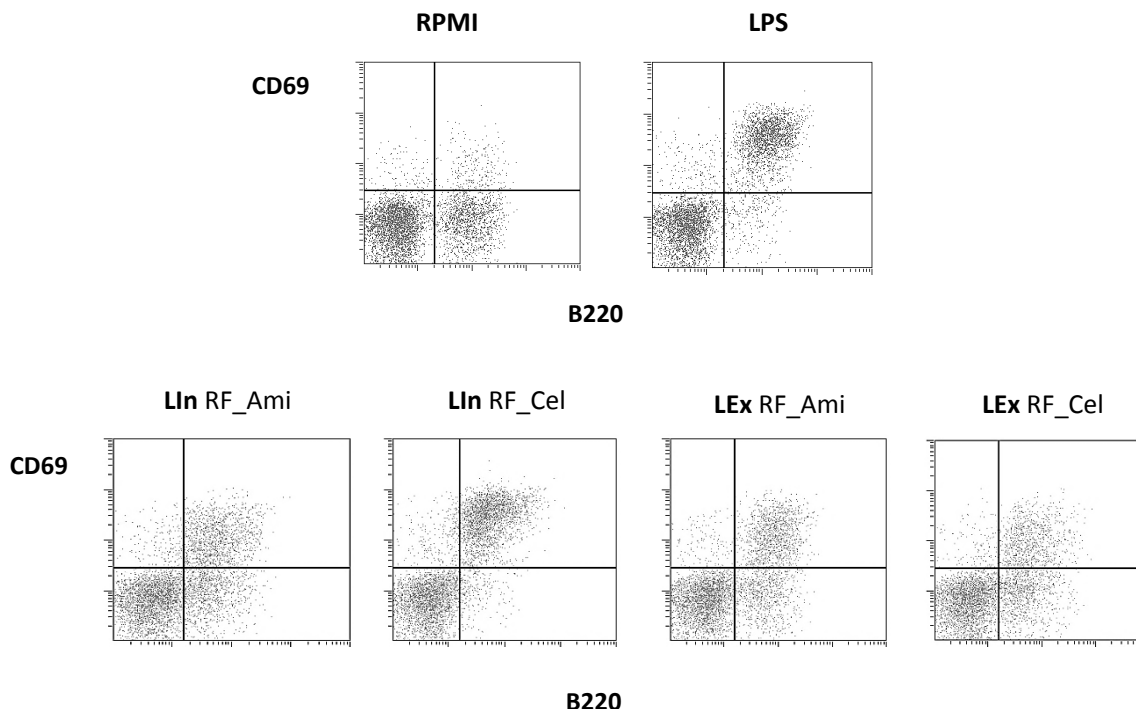 RPMI LPS
CD69
B220
LIn RF_Ami LIn RF_Cel LEx RF_Ami LEx RF_Cel
CD69
B220